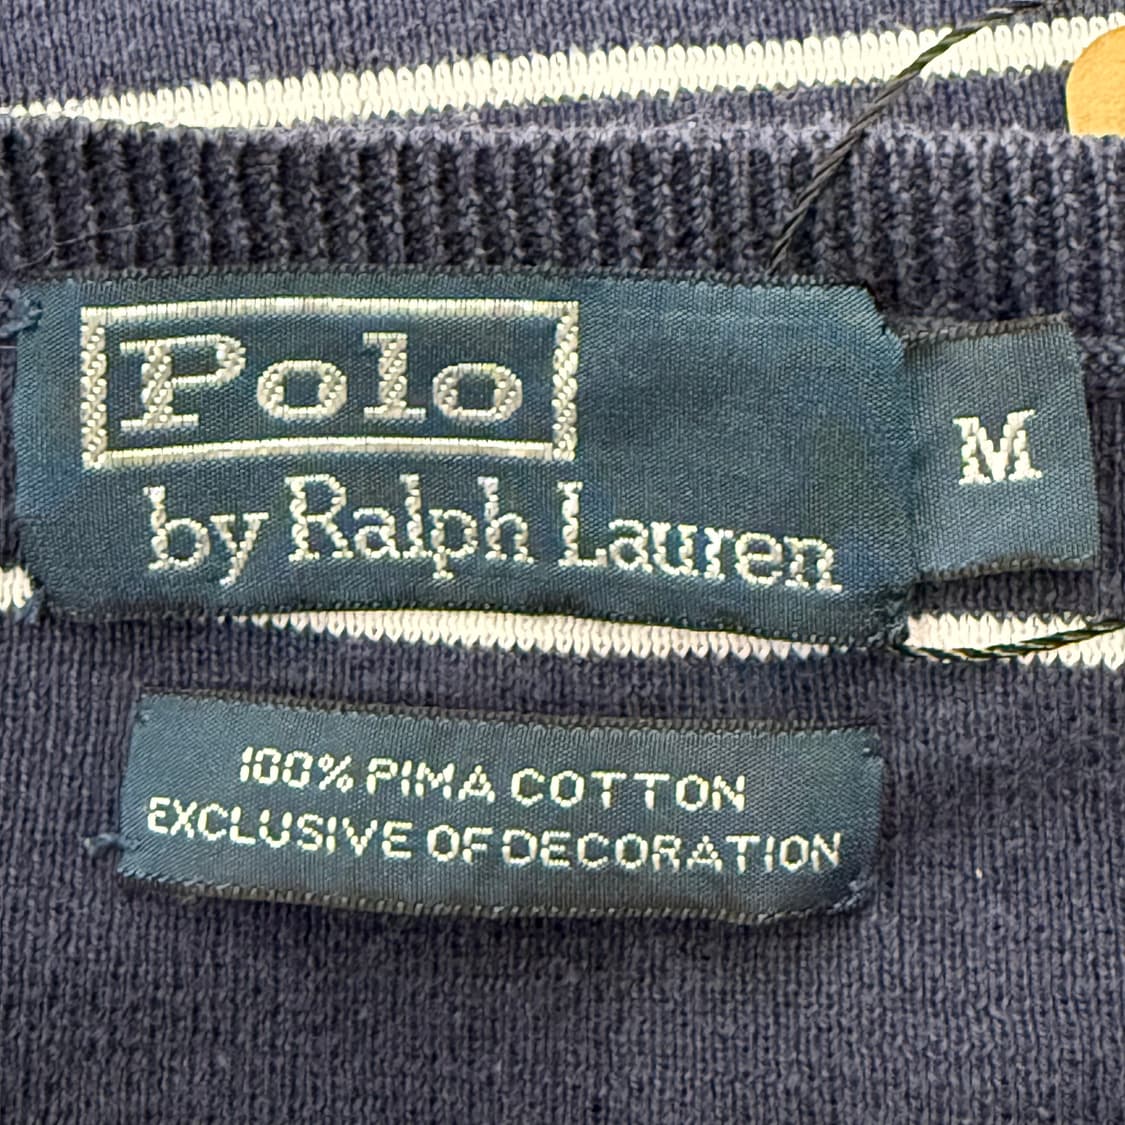 Polo
by Ralph Lauren
M
100% PIMA COTTON
EXCLUSIVE OF DECORATION